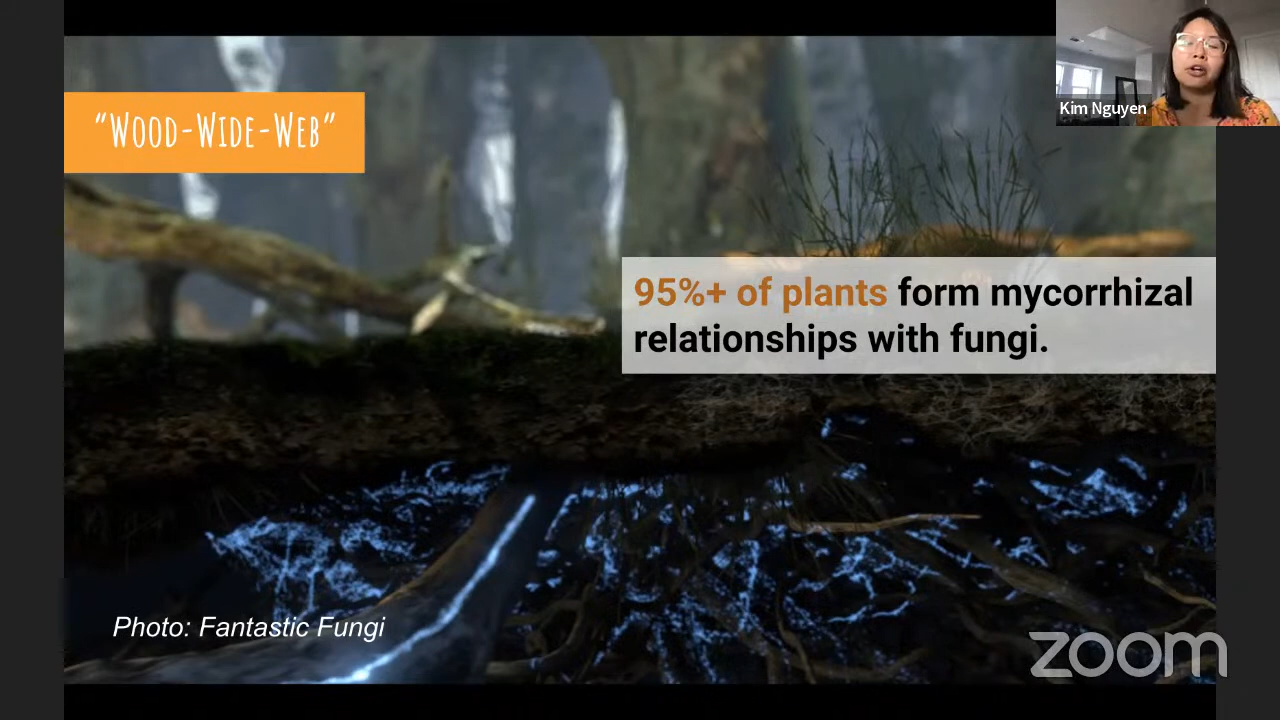 “Wood-Wide-Web”
Kim Nguyen
95%+ of plants form mycorrhizal
relationships with fungi.
Photo: Fantastic Fungi
zoom